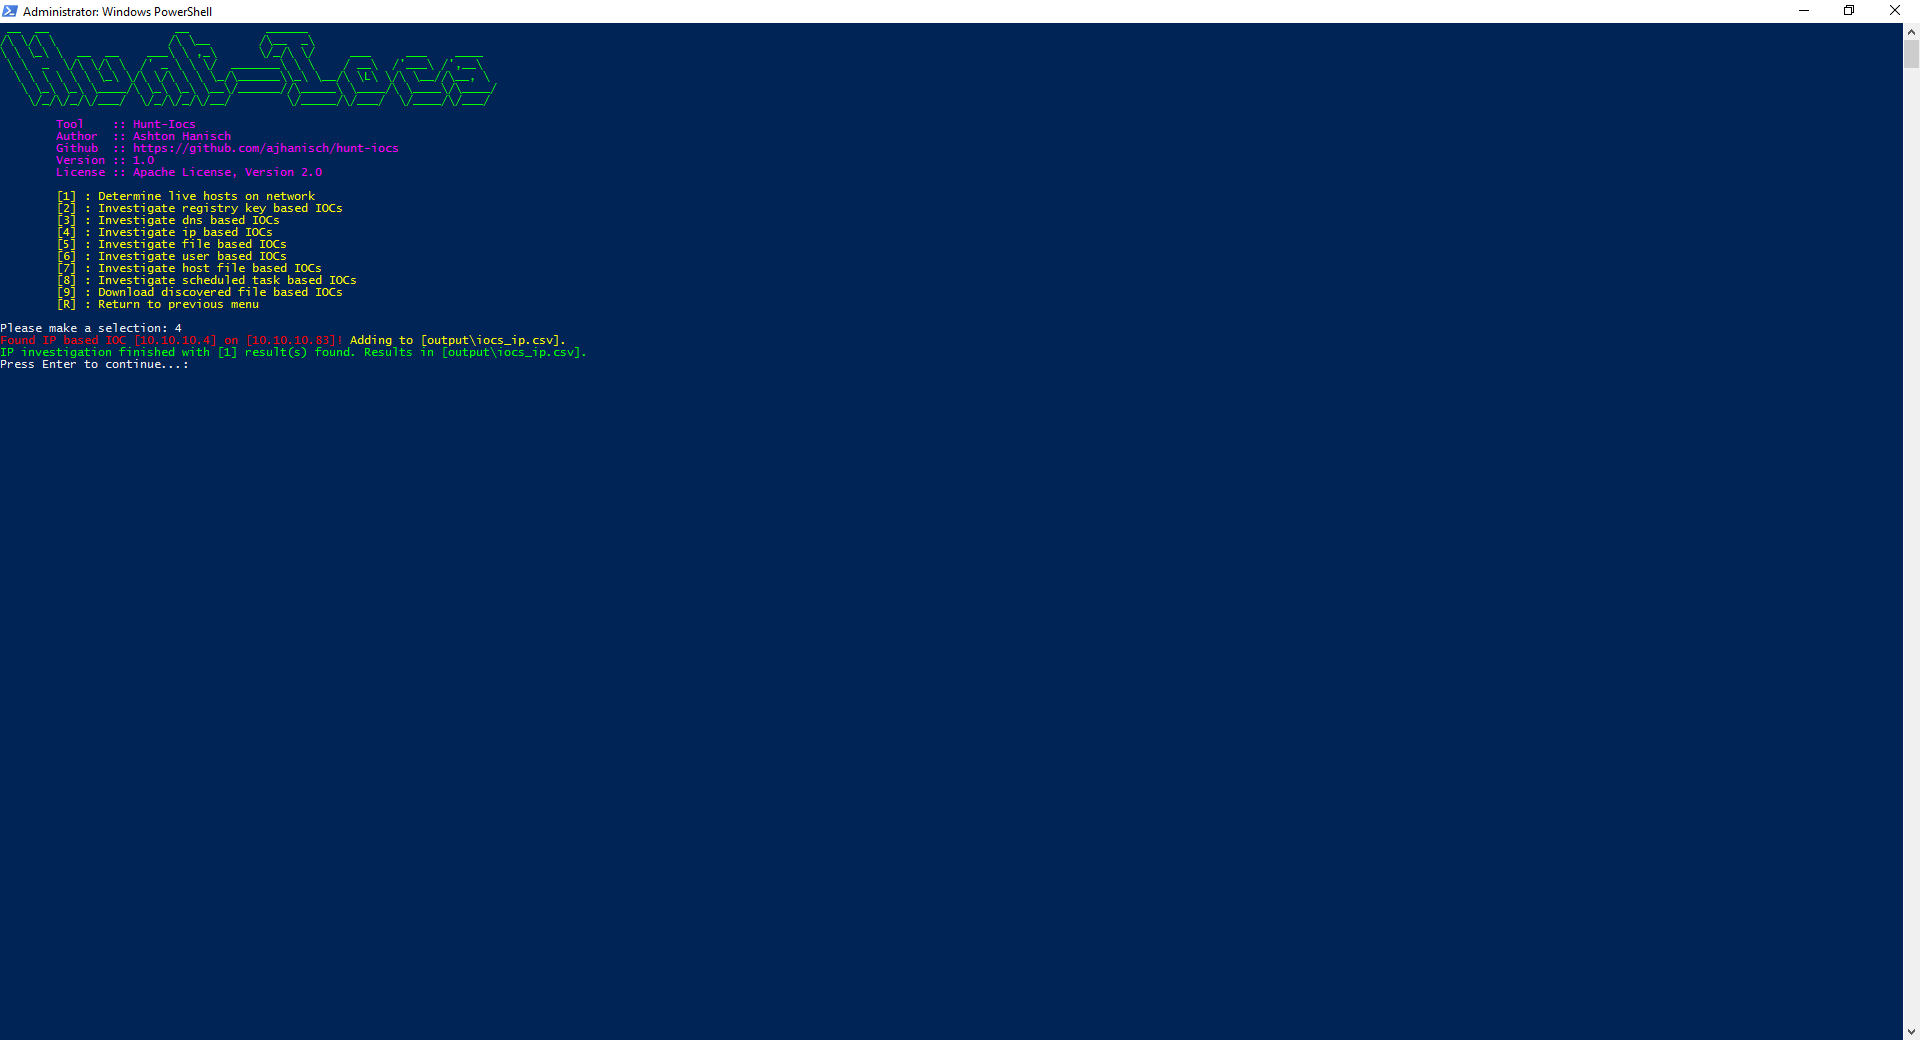 Administrator: Windows PowerShell
Hunt-Iocs
Tool    :: Hunt-Iocs
Author  :: Ashton Hanisch
Github  :: https://github.com/ajhanisch/hunt-iocs
Version :: 1.0
License :: Apache License, Version 2.0
[1] : Determine live hosts on network
[2] : Investigate registry key based IOCs
[3] : Investigate dns based IOCs
[4] : Investigate ip based IOCs
[5] : Investigate file based IOCs
[6] : Investigate user based IOCs
[7] : Investigate host file based IOCs
[8] : Investigate scheduled task based IOCs
[9] : Download discovered file based IOCs
[R] : Return to previous menu
Please make a selection: 4
Found IP based IOC [10.10.10.4] on [10.10.10.83]! Adding to [output\iocs_ip.csv].
IP investigation finished with [1] result(s) found. Results in [output\iocs_ip.csv].
Press Enter to continue...: